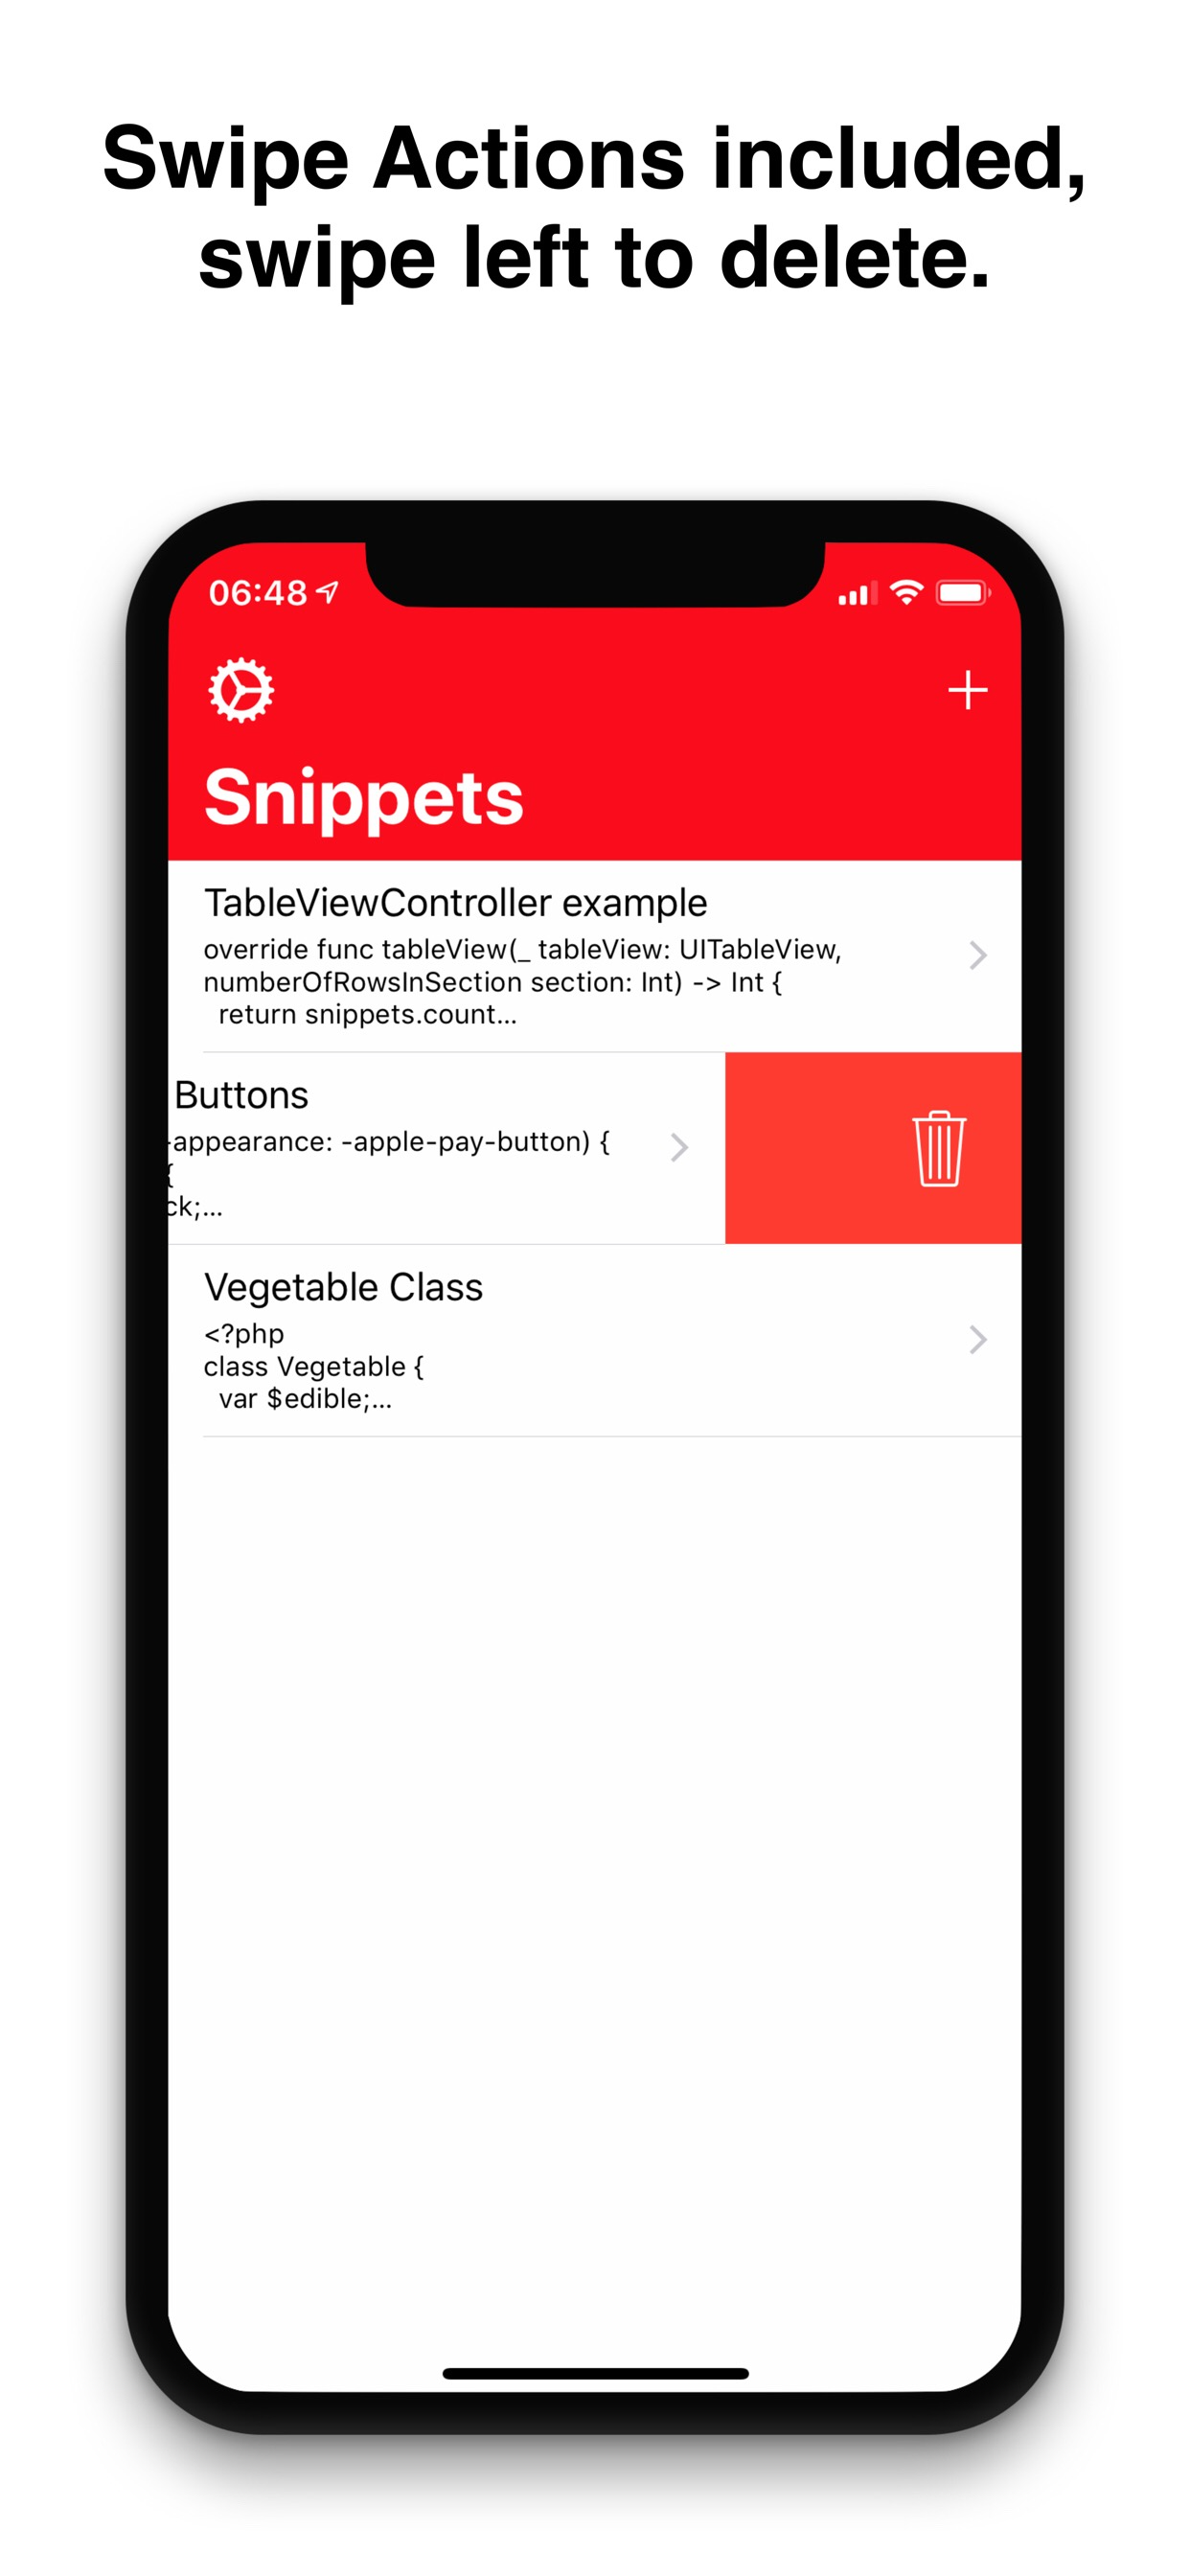 Swipe Actions included,
swipe left to delete.
06:48
Snippets
TableViewController example
override func tableView(_ tableView: UITableView,
numberOfRowsInSection section: Int) -> Int {
return snippets.count...
Buttons
-appearance: -apple-pay-button) {
{
ck;...
Vegetable Class
<?php
class Vegetable {
var $edible;...